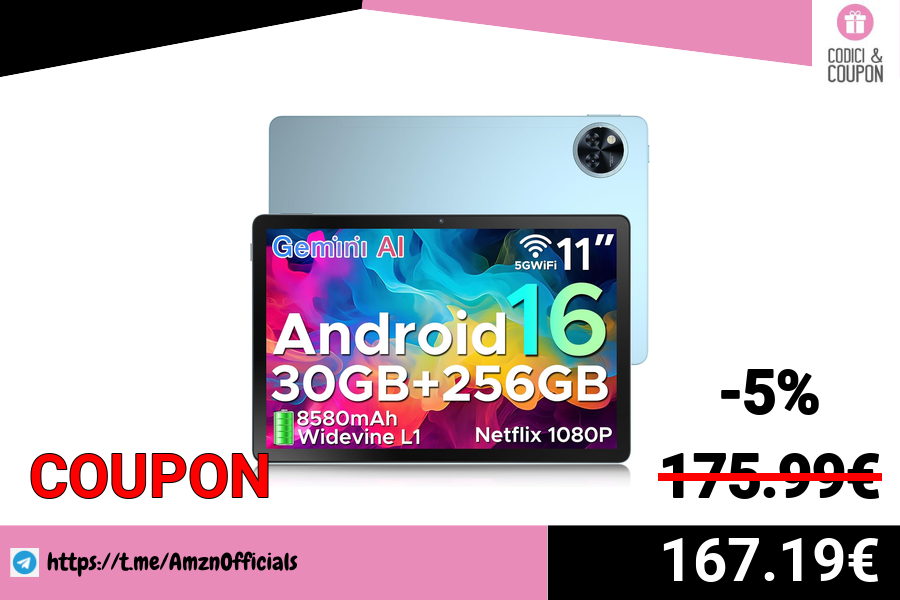 CODICI &
COUPON
Gemini AI
5GWiFi
11”
Android 16
30GB+256GB
8580mAh
Widevine L1
Netflix 1080P
-5%
COUPON
175.99€
https://t.me/AmznOfficials
167.19€